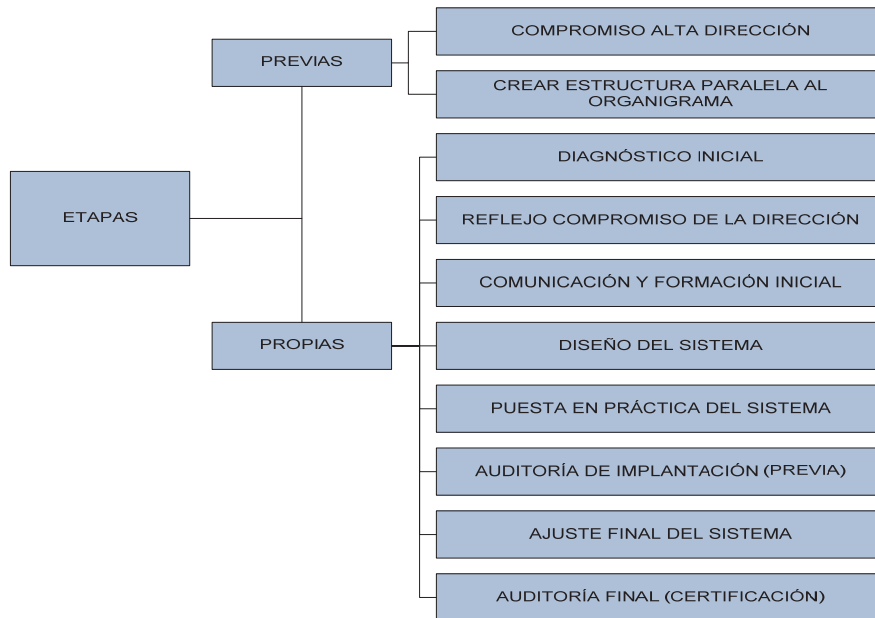 ETAPAS
PREVIAS
COMPROMISO ALTA DIRECCIÓN
CREAR ESTRUCTURA PARALELA AL
ORGANIGRAMA
PROPIAS
DIAGNÓSTICO INICIAL
REFLEJO COMPROMISO DE LA DIRECCIÓN
COMUNICACIÓN Y FORMACIÓN INICIAL
DISEÑO DEL SISTEMA
PUESTA EN PRÁCTICA DEL SISTEMA
AUDITORÍA DE IMPLANTACIÓN (PREVIA)
AJUSTE FINAL DEL SISTEMA
AUDITORÍA FINAL (CERTIFICACIÓN)